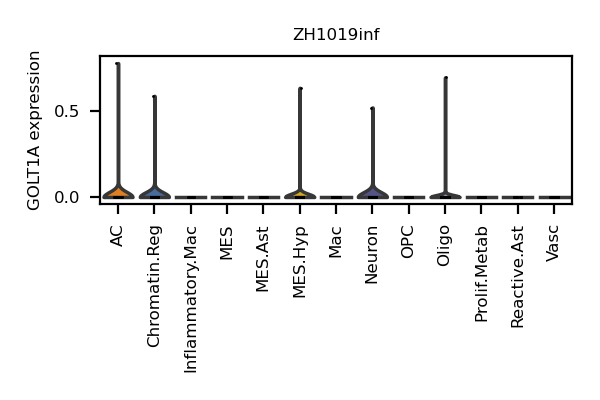 ZH1019inf
GOLT1A expression
0.5
0.0
AC
Chromatin.Reg
Inflammatory.Mac
MES
MES.Ast
MES.Hyp
Mac
Neuron
OPC
Oligo
Prolif.Metab
Reactive.Ast
Vasc